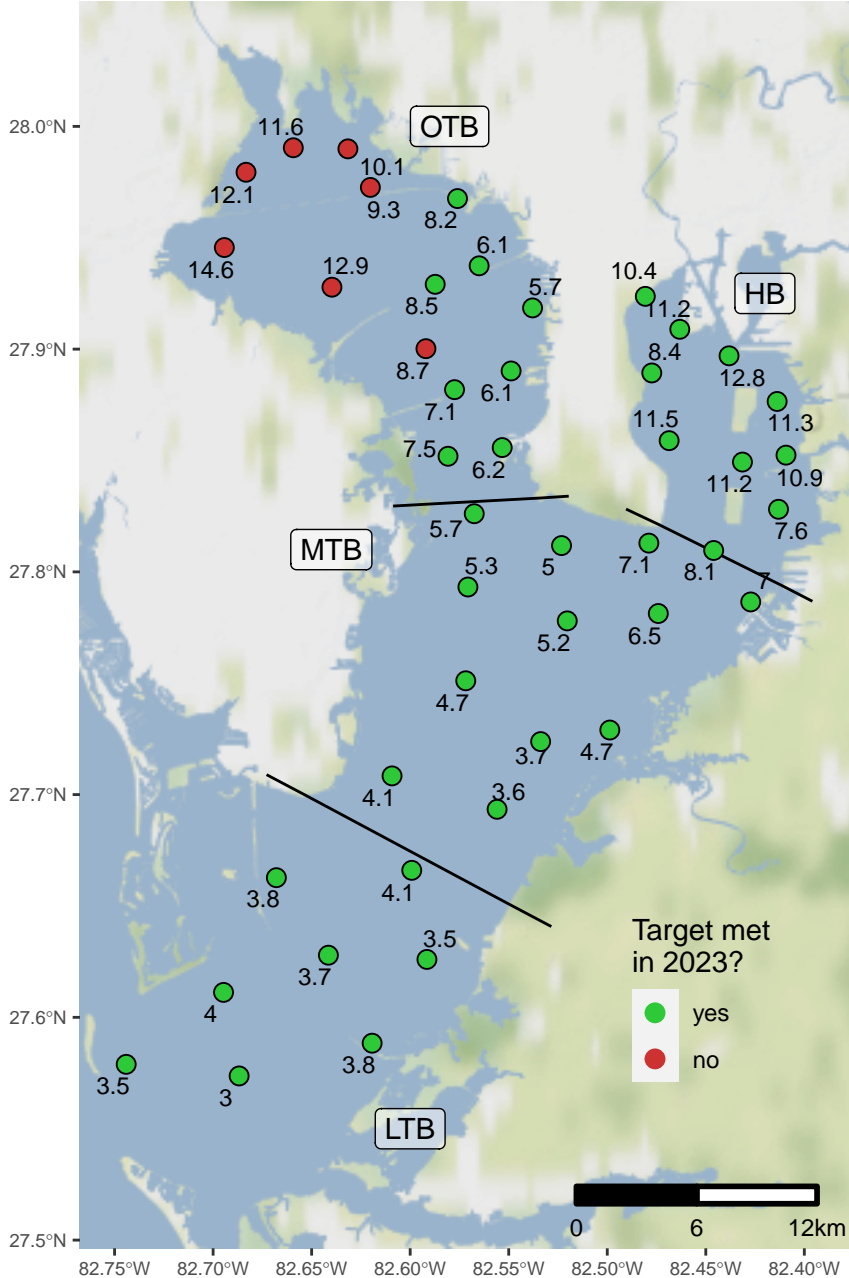 28.0°N
27.9°N
27.8°N
27.7°N
27.6°N
27.5°N
OTB
11.6
10.1
12.1
9.3
8.2
6.1
14.6
12.9
8.5
5.7
8.7
6.1
7.1
7.5
6.2
HB
10.4
11.2
8.4
12.8
11.3
11.5
11.2
10.9
7.6
MTB
5.7
5
7.1
8.1
7
5.3
5.2
6.5
4.7
3.7
4.7
4.1
3.6
3.8
4.1
3.7
3.5
4
3.5
3
3.8
LTB
Target met
in 2023?
yes
no
0 6 12km
82.75°W 82.70°W 82.65°W 82.60°W 82.55°W 82.50°W 82.45°W 82.40°W